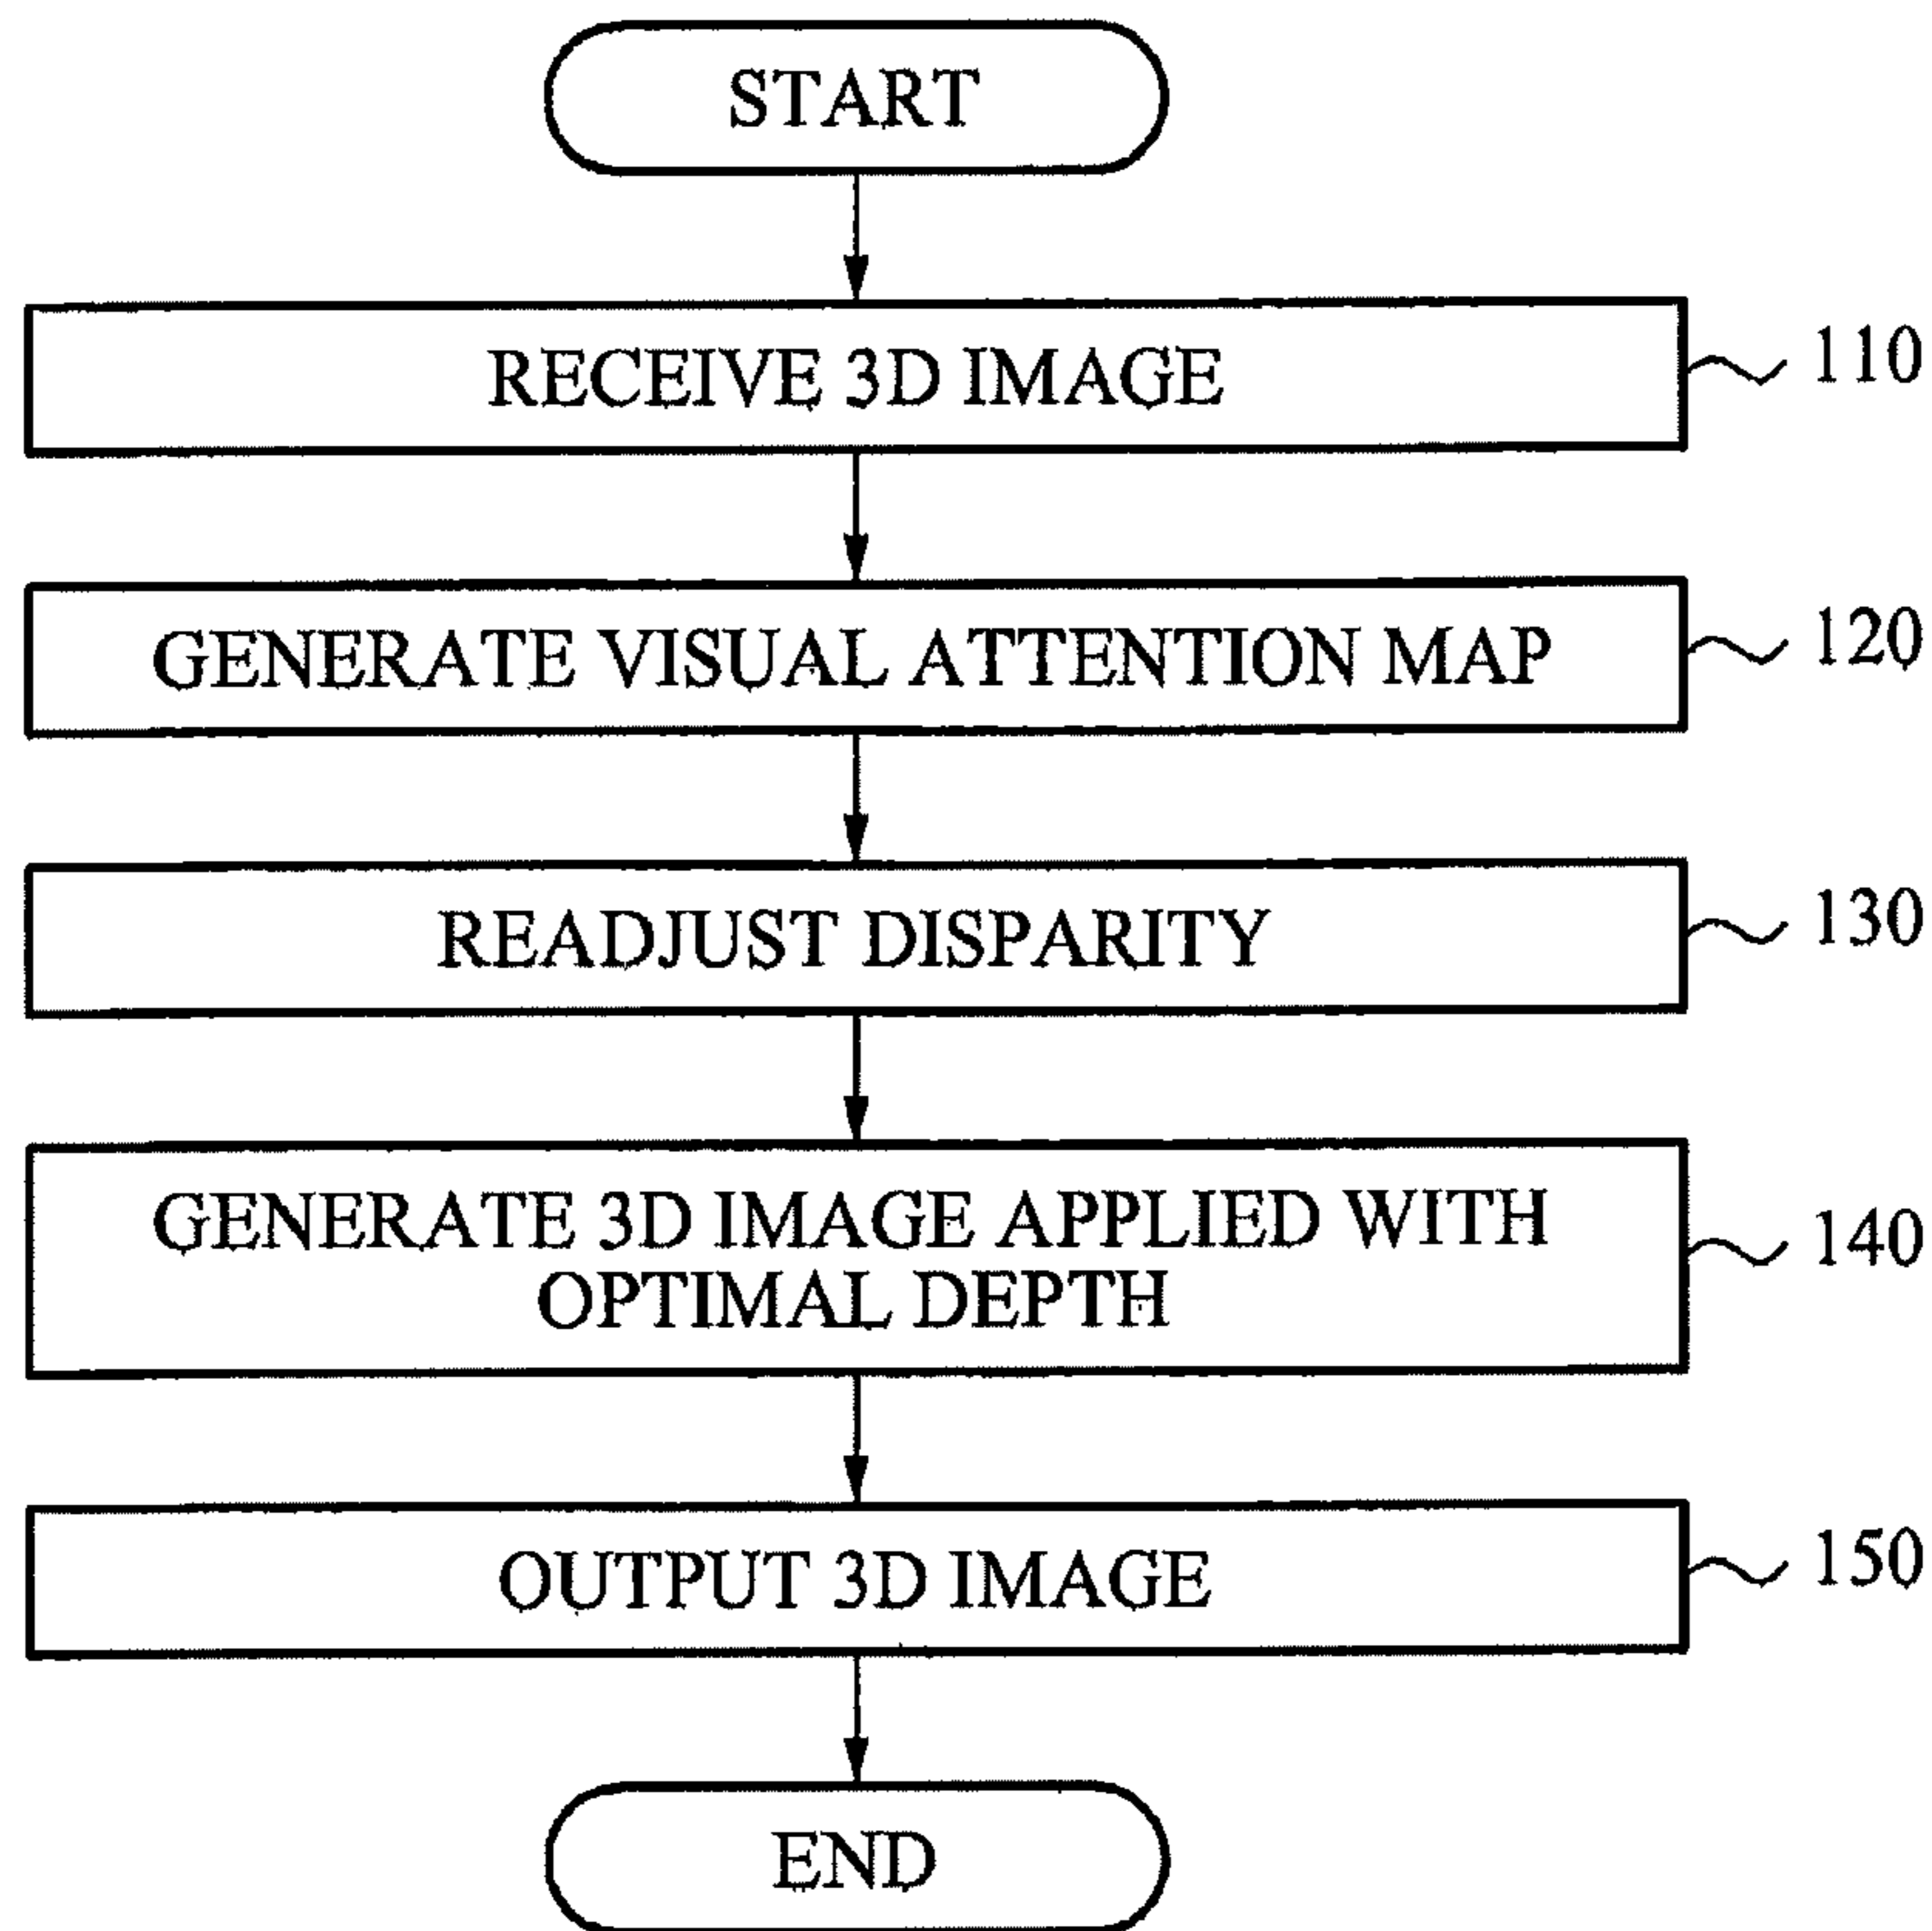 START
RECEIVE 3D IMAGE
110
GENERATE VISUAL ATTENTION MAP
120
READJUST DISPARITY
130
GENERATE 3D IMAGE APPLIED WITH
OPTIMAL DEPTH
140
OUTPUT 3D IMAGE
150
END